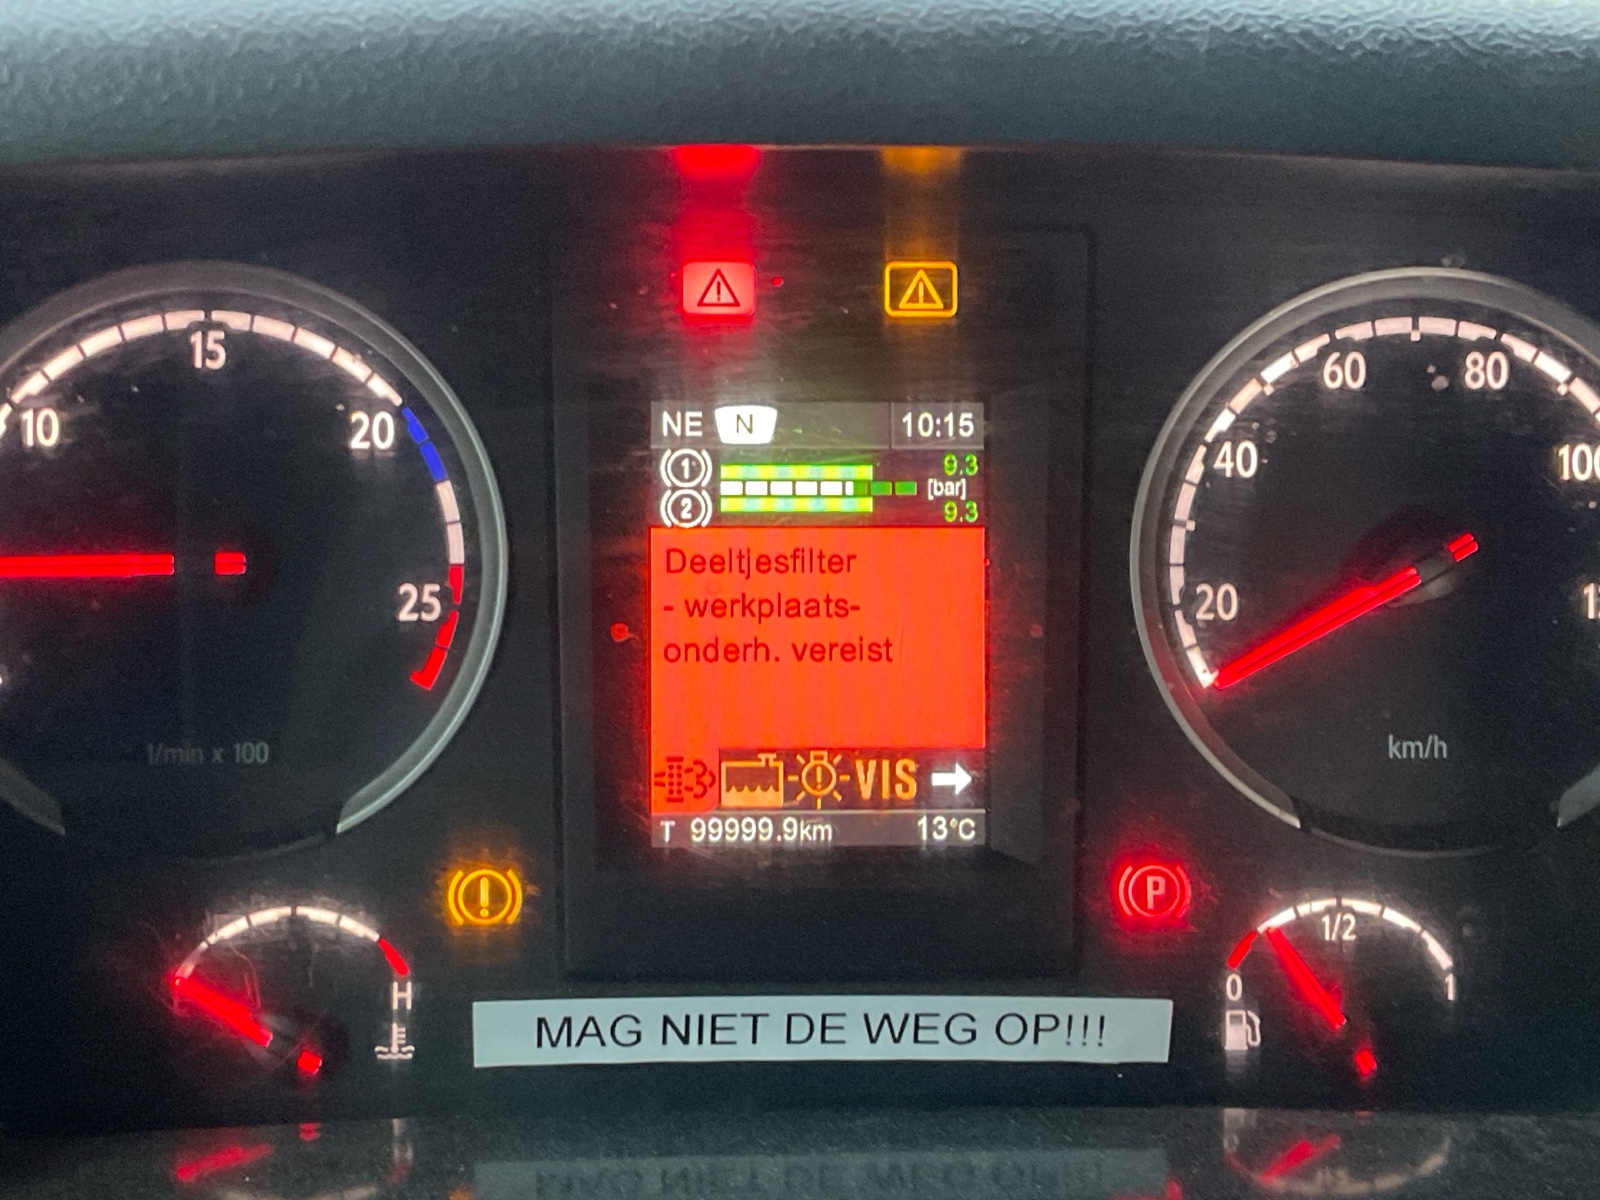 15
10
20
25
1/min x 100
NE N 10:15
1 9.3
[bar]
2 9.3
Deeltjesfilter
- werkplaats-
onderh. vereist
VIS
T 99999.9km 13°C
60
80
40
100
20
km/h
P
H
0
1/2
1
MAG NIET DE WEG OP!!!